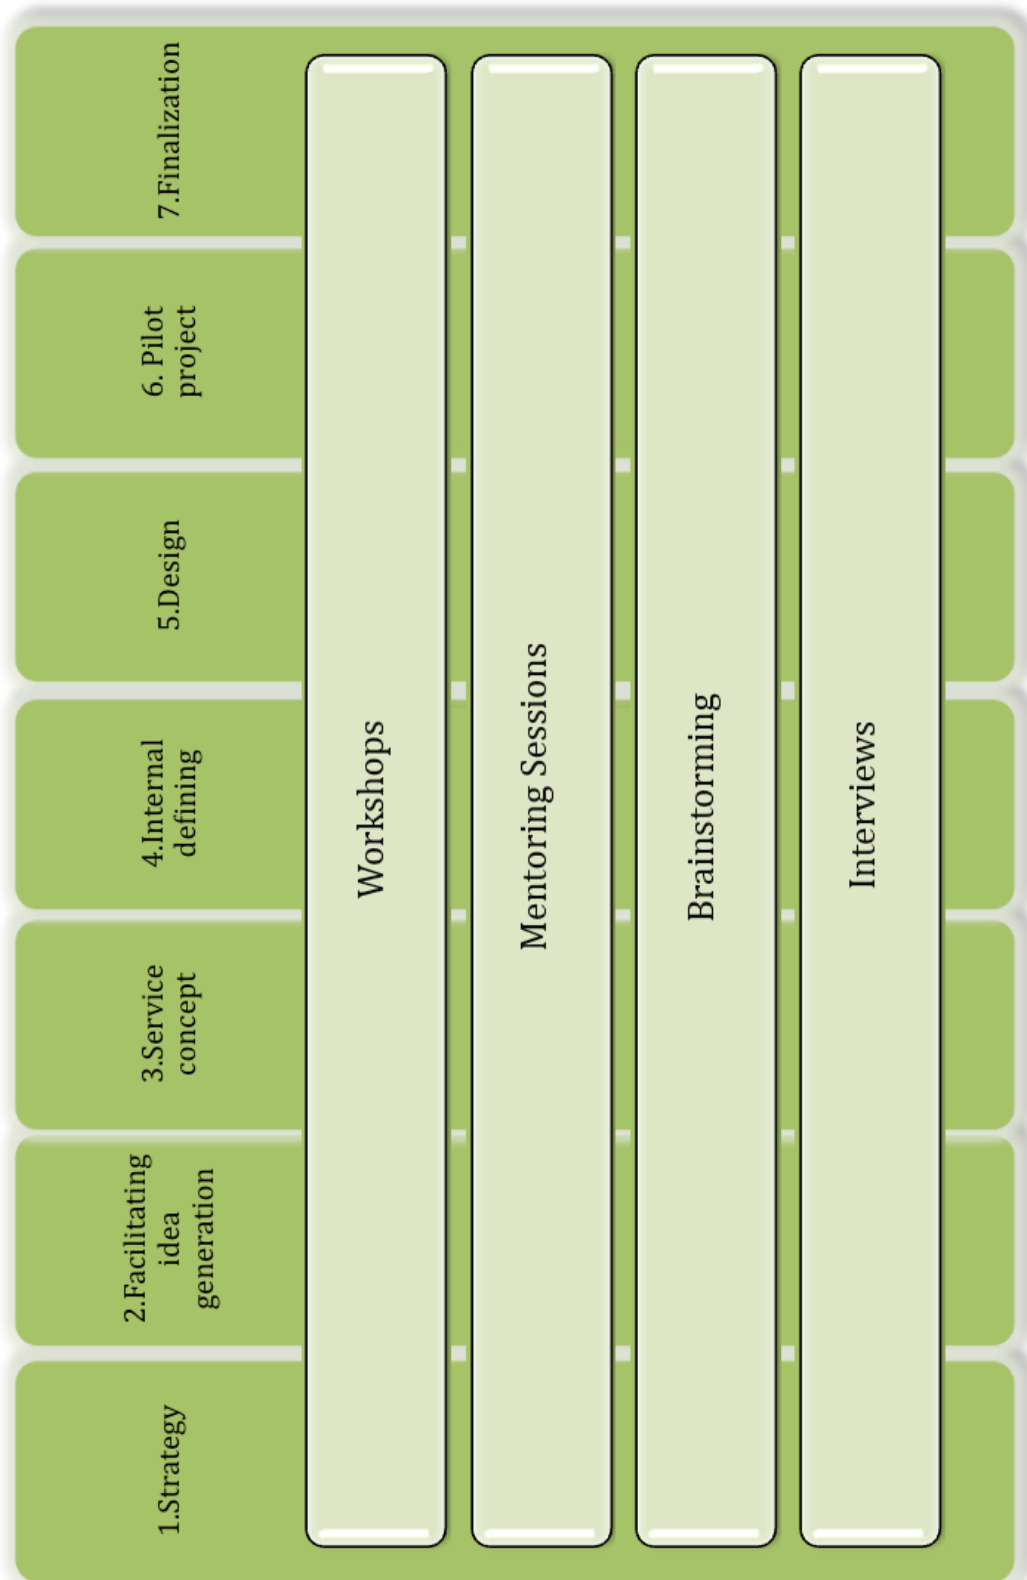 1.Strategy
2.Facilitating
idea
generation
3.Service
concept
4.Internal
defining
5.Design
6. Pilot
project
7.Finalization
Workshops
Mentoring Sessions
Brainstorming
Interviews